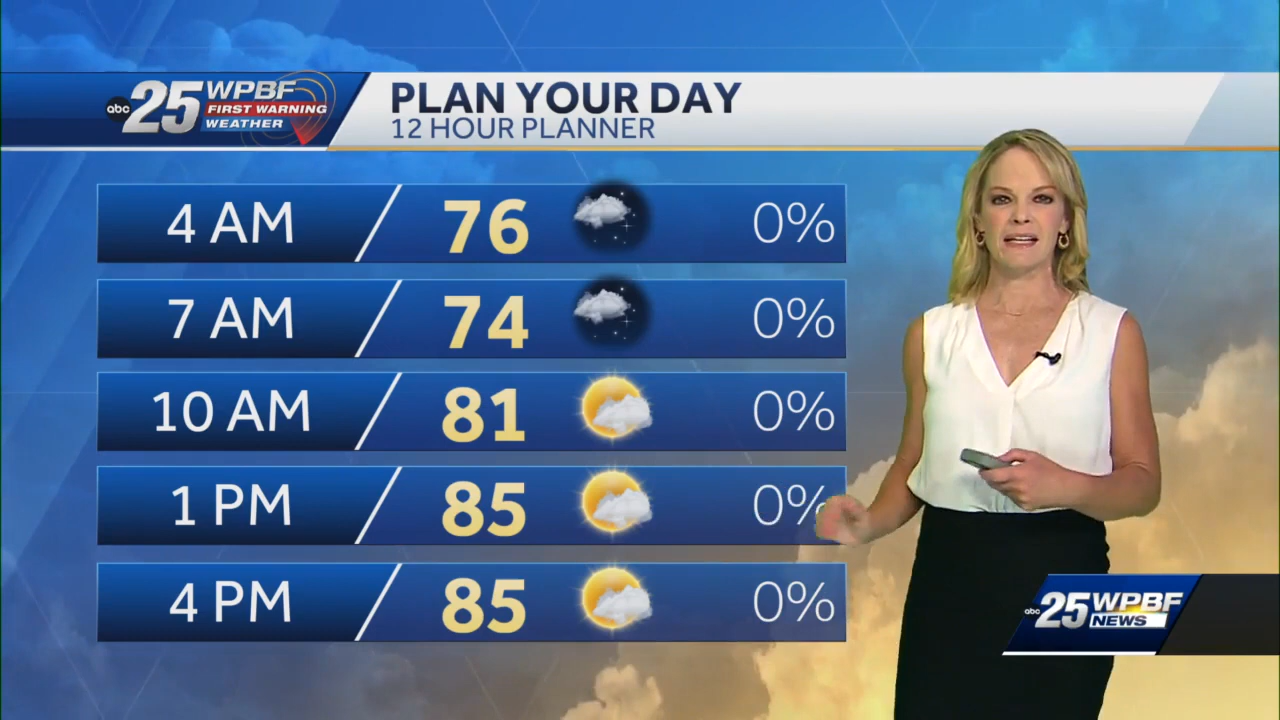 abc 25 WPBF
FIRST WARNING
WEATHER
PLAN YOUR DAY
12 HOUR PLANNER
4 AM 76 0%
7 AM 74 0%
10 AM 81 0%
1 PM 85 0%
4 PM 85 0%
abc 25 WPBF
NEWS